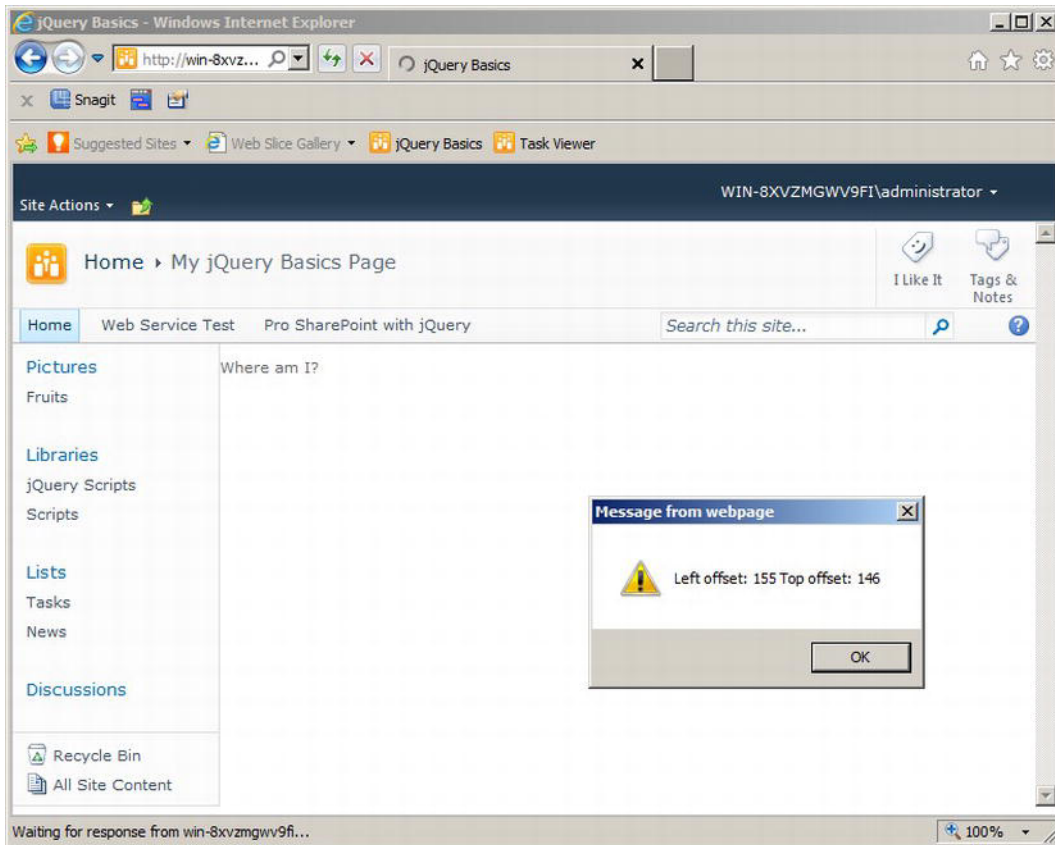 jQuery Basics - Windows Internet Explorer
http://win-8xvz...
jQuery Basics
Snagit
Suggested Sites
Web Slice Gallery
jQuery Basics
Task Viewer
Site Actions
WIN-8XVZMGWV9FI\administrator
Home
My jQuery Basics Page
I Like It
Tags &
Notes
Home
Web Service Test
Pro SharePoint with jQuery
Search this site...
Pictures
Fruits
Libraries
jQuery Scripts
Scripts
Lists
Tasks
News
Discussions
Recycle Bin
All Site Content
Where am I?
Message from webpage
Left offset: 155 Top offset: 146
OK
Waiting for response from win-8xvzmgwv9fi...
100%